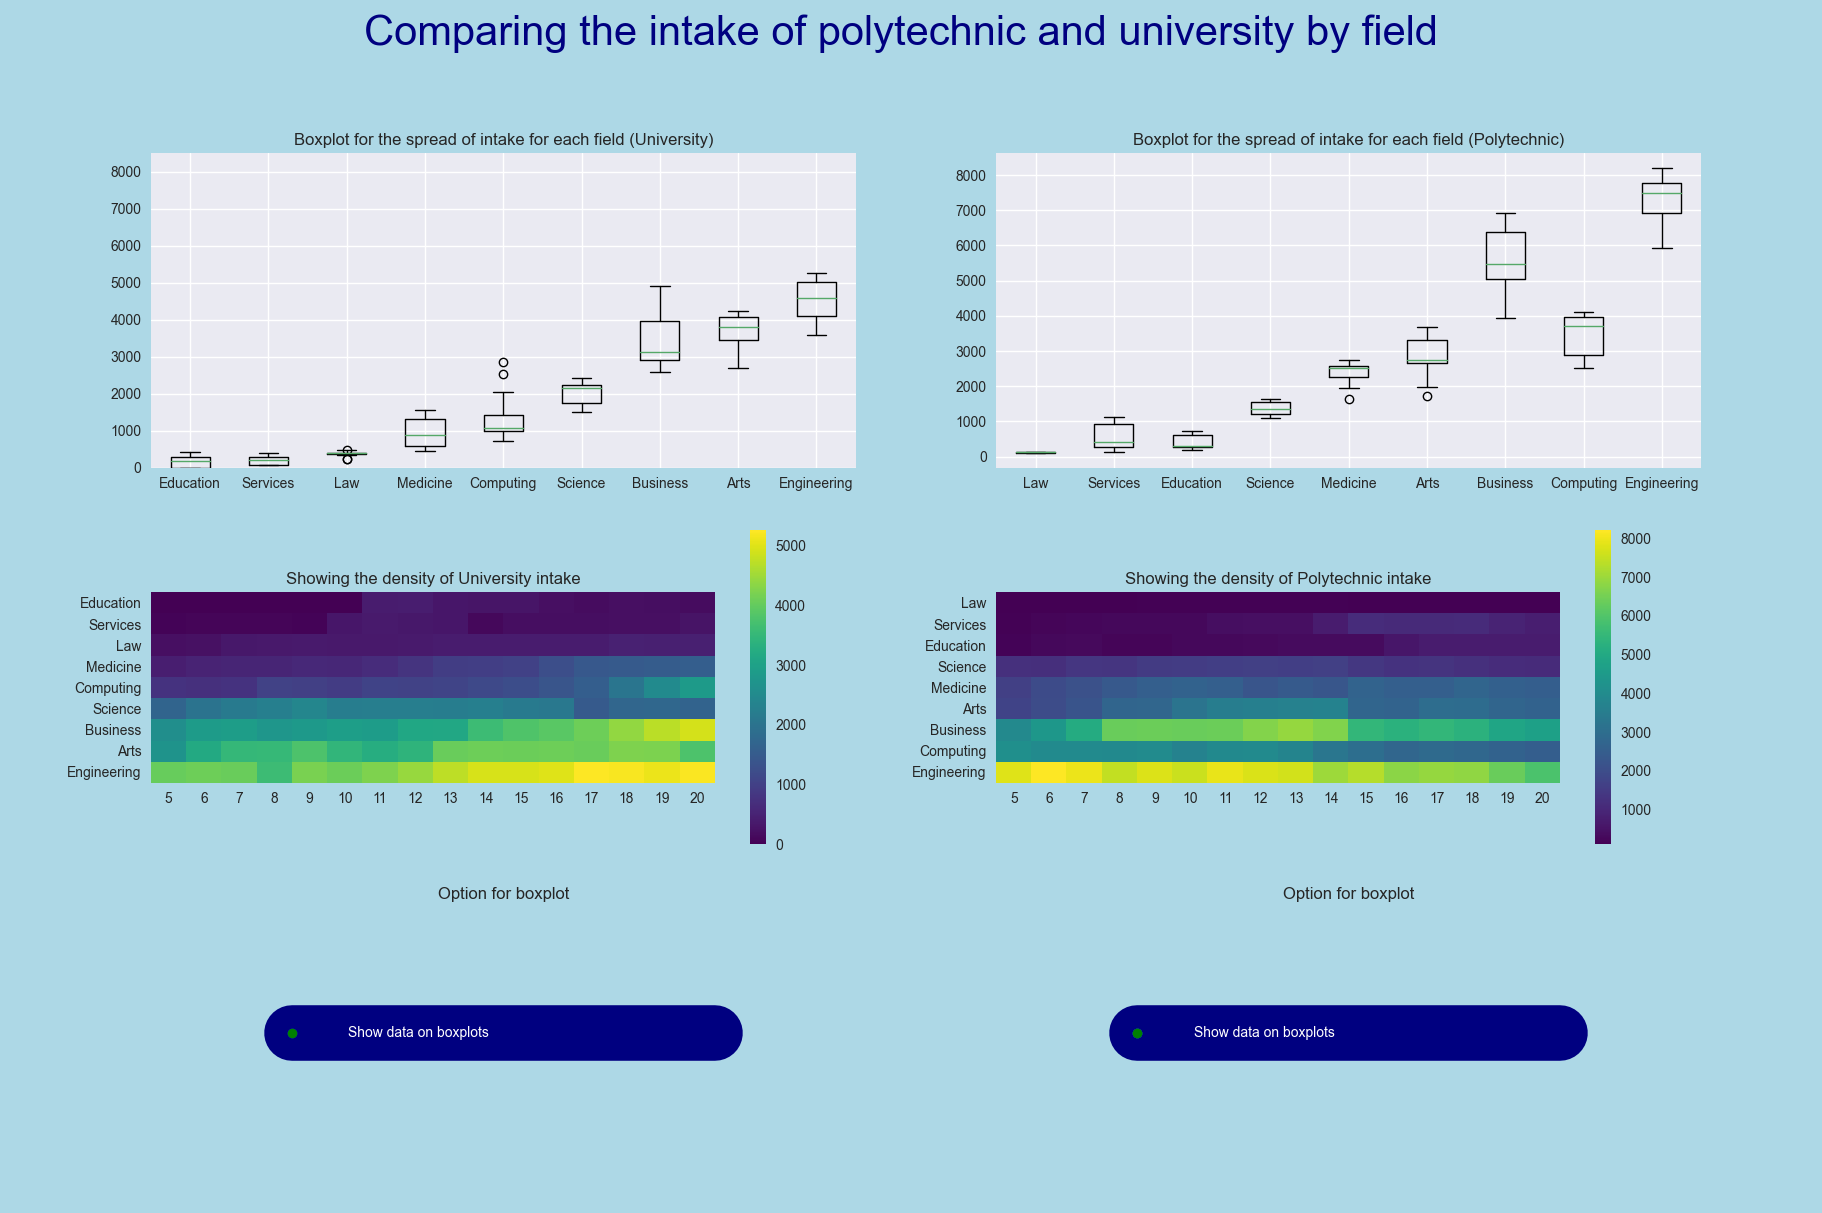 Comparing the intake of polytechnic and university by field
Boxplot for the spread of intake for each field (University)
8000
7000
6000
5000
4000
3000
2000
1000
0
Education Services Law Medicine Computing Science Business Arts Engineering
Boxplot for the spread of intake for each field (Polytechnic)
8000
7000
6000
5000
4000
3000
2000
1000
0
Law Services Education Science Medicine Arts Business Computing Engineering
Showing the density of University intake
Education
Services
Law
Medicine
Computing
Science
Business
Arts
Engineering
5 6 7 8 9 10 11 12 13 14 15 16 17 18 19 20
5000
4000
3000
2000
1000
0
Showing the density of Polytechnic intake
Law
Services
Education
Science
Medicine
Arts
Business
Computing
Engineering
5 6 7 8 9 10 11 12 13 14 15 16 17 18 19 20
8000
7000
6000
5000
4000
3000
2000
1000
Option for boxplot
Show data on boxplots
Option for boxplot
Show data on boxplots